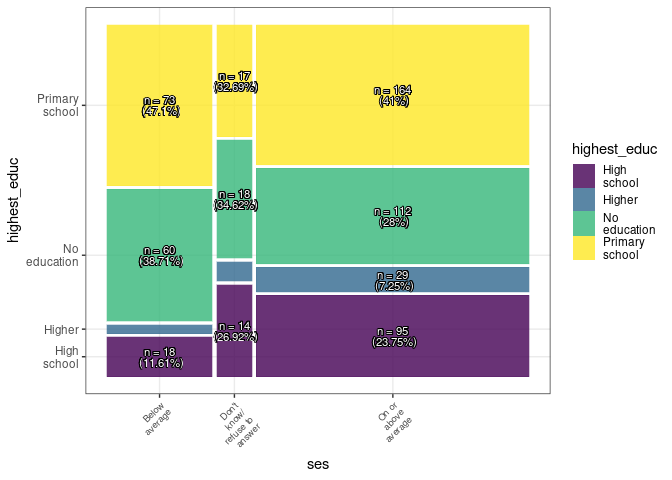 highest_educ
Primary
school
No
education
Higher
High
school
n = 73
(47.1%)
n = 60
(38.71%)
n = 18
(11.61%)
n = 17
(32.69%)
n = 18
(34.62%)
n = 14
(26.92%)
n = 164
(41%)
n = 112
(28%)
n = 29
(7.25%)
n = 95
(23.75%)
Below
average
Don't
know/
refuse to
answer
On or
above
average
ses
highest_educ
High
school
Higher
No
education
Primary
school